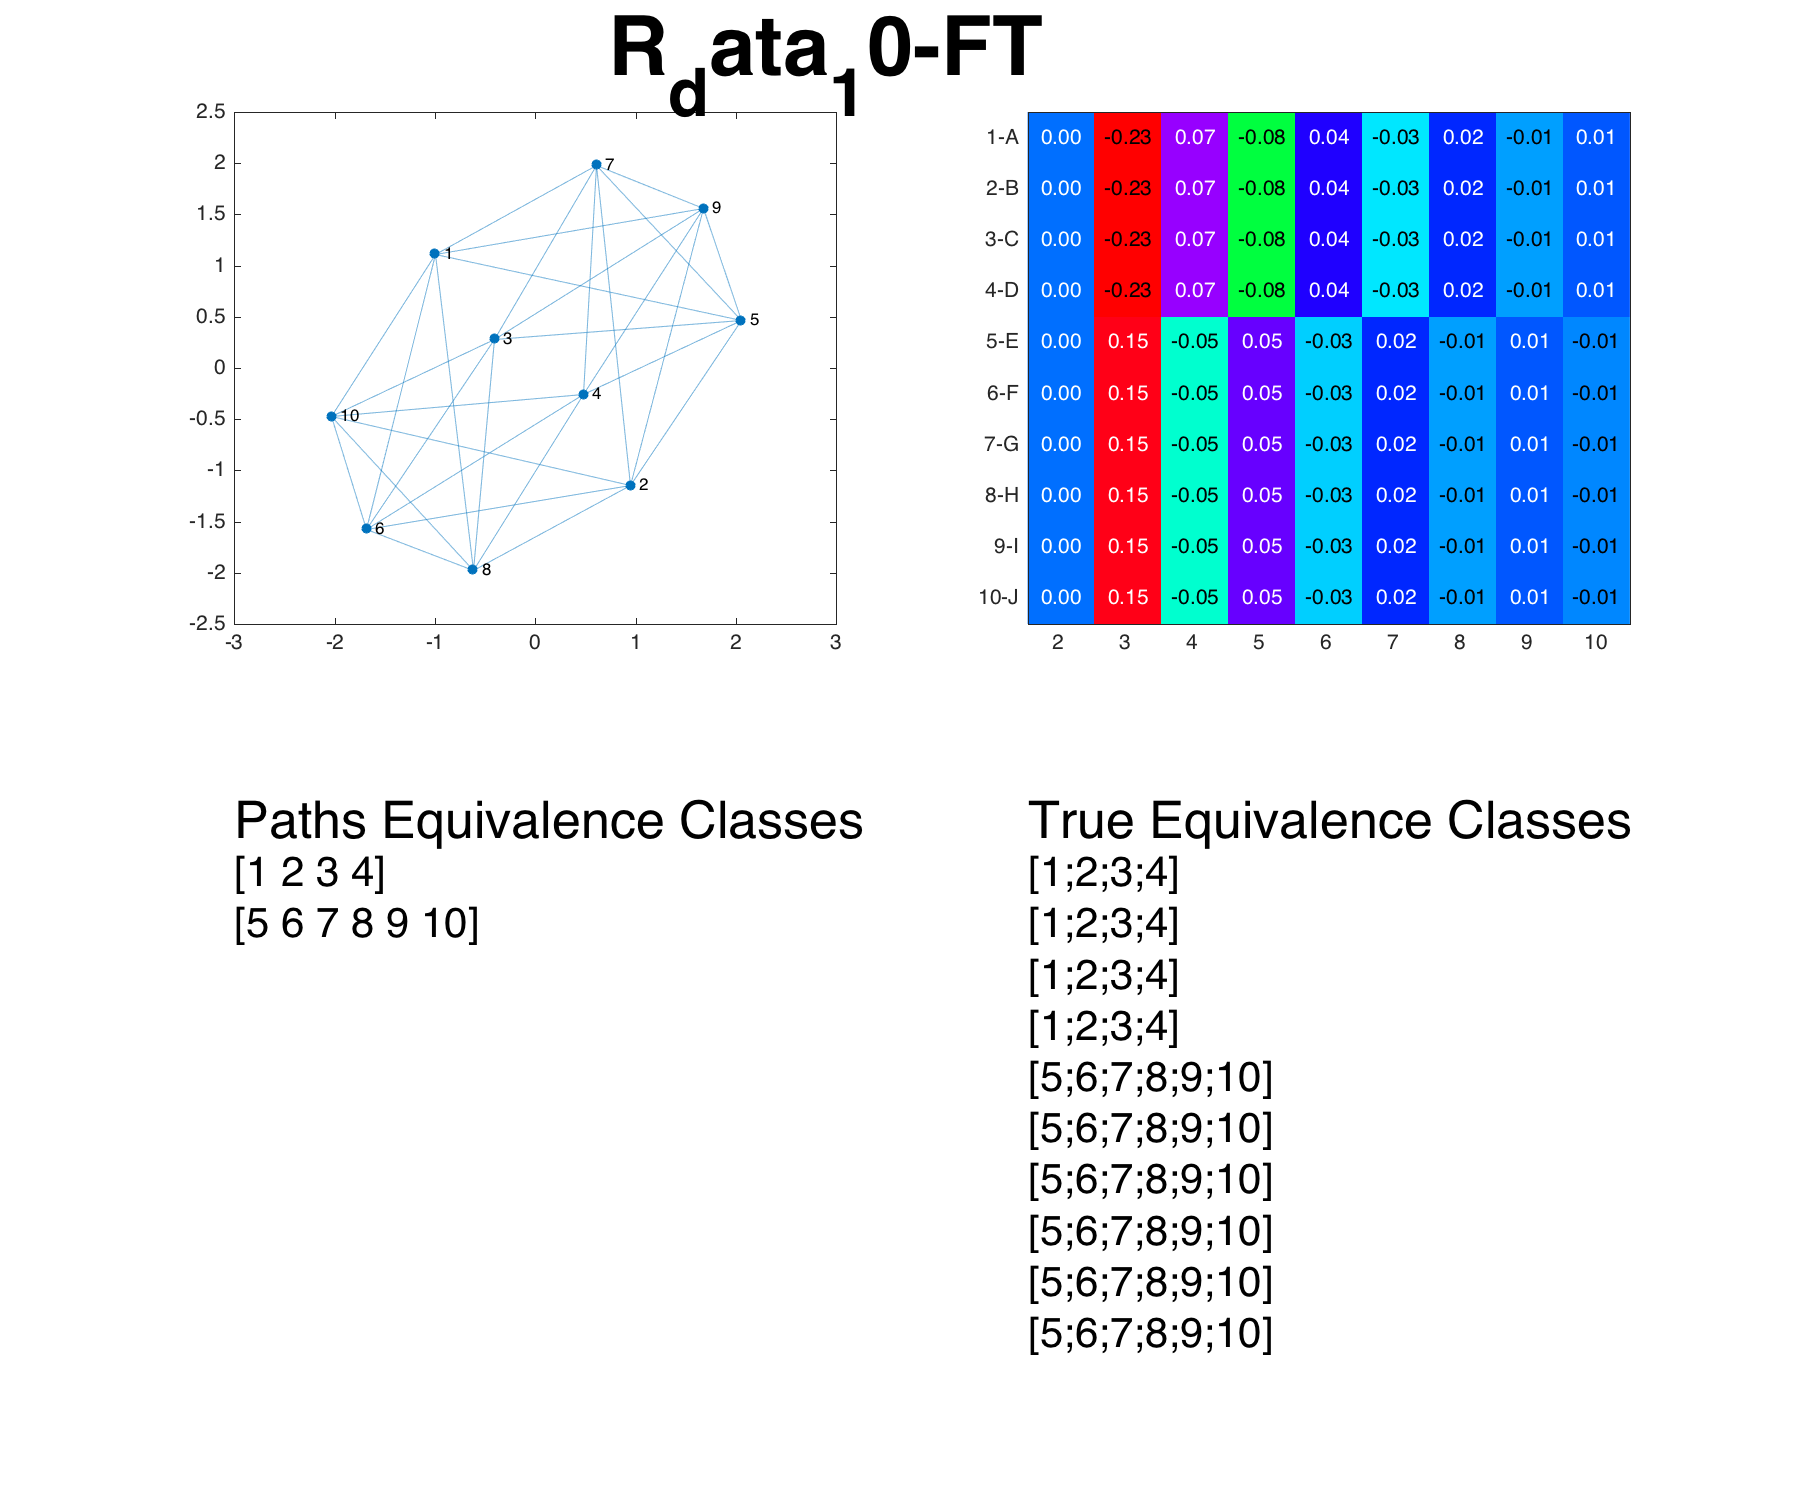 R_data_10-FT
2.5
2
1.5
1
0.5
0
-0.5
-1
-1.5
-2
-2.5
-3 -2 -1 0 1 2 3
7
9
1
5
3
4
10
2
6
8
1-A 0.00 -0.23 0.07 -0.08 0.04 -0.03 0.02 -0.01 0.01
2-B 0.00 -0.23 0.07 -0.08 0.04 -0.03 0.02 -0.01 0.01
3-C 0.00 -0.23 0.07 -0.08 0.04 -0.03 0.02 -0.01 0.01
4-D 0.00 -0.23 0.07 -0.08 0.04 -0.03 0.02 -0.01 0.01
5-E 0.00 0.15 -0.05 0.05 -0.03 0.02 -0.01 0.01 -0.01
6-F 0.00 0.15 -0.05 0.05 -0.03 0.02 -0.01 0.01 -0.01
7-G 0.00 0.15 -0.05 0.05 -0.03 0.02 -0.01 0.01 -0.01
8-H 0.00 0.15 -0.05 0.05 -0.03 0.02 -0.01 0.01 -0.01
9-I 0.00 0.15 -0.05 0.05 -0.03 0.02 -0.01 0.01 -0.01
10-J 0.00 0.15 -0.05 0.05 -0.03 0.02 -0.01 0.01 -0.01
2 3 4 5 6 7 8 9 10
Paths Equivalence Classes
[1 2 3 4]
[5 6 7 8 9 10]
True Equivalence Classes
[1;2;3;4]
[1;2;3;4]
[1;2;3;4]
[1;2;3;4]
[5;6;7;8;9;10]
[5;6;7;8;9;10]
[5;6;7;8;9;10]
[5;6;7;8;9;10]
[5;6;7;8;9;10]
[5;6;7;8;9;10]